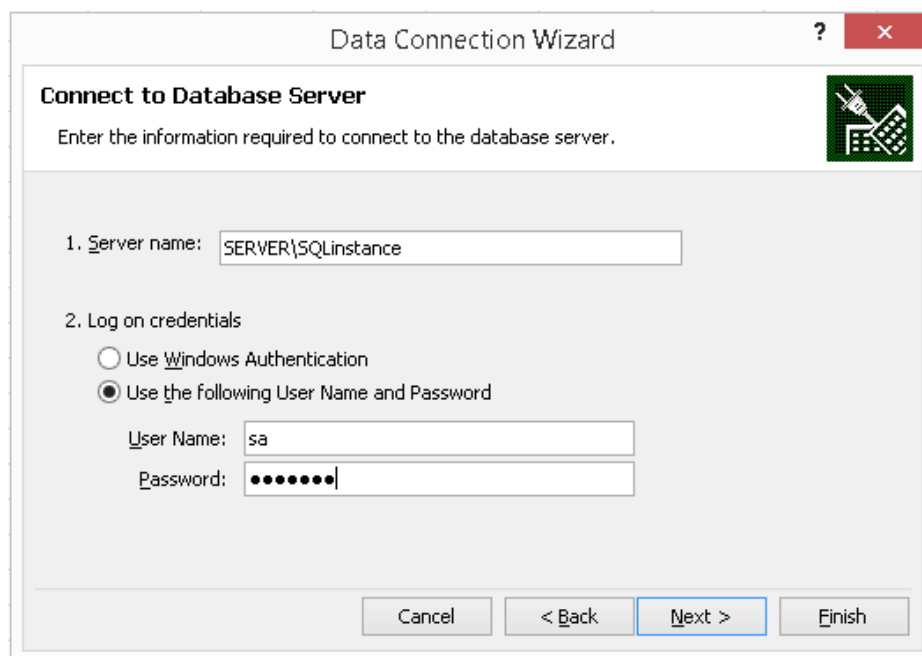 Data Connection Wizard
?
Connect to Database Server
Enter the information required to connect to the database server.
1. Server name: SERVER\SQLinstance
2. Log on credentials
Use Windows Authentication
Use the following User Name and Password
User Name: sa
Password: •••••••
Cancel < Back Next > Finish